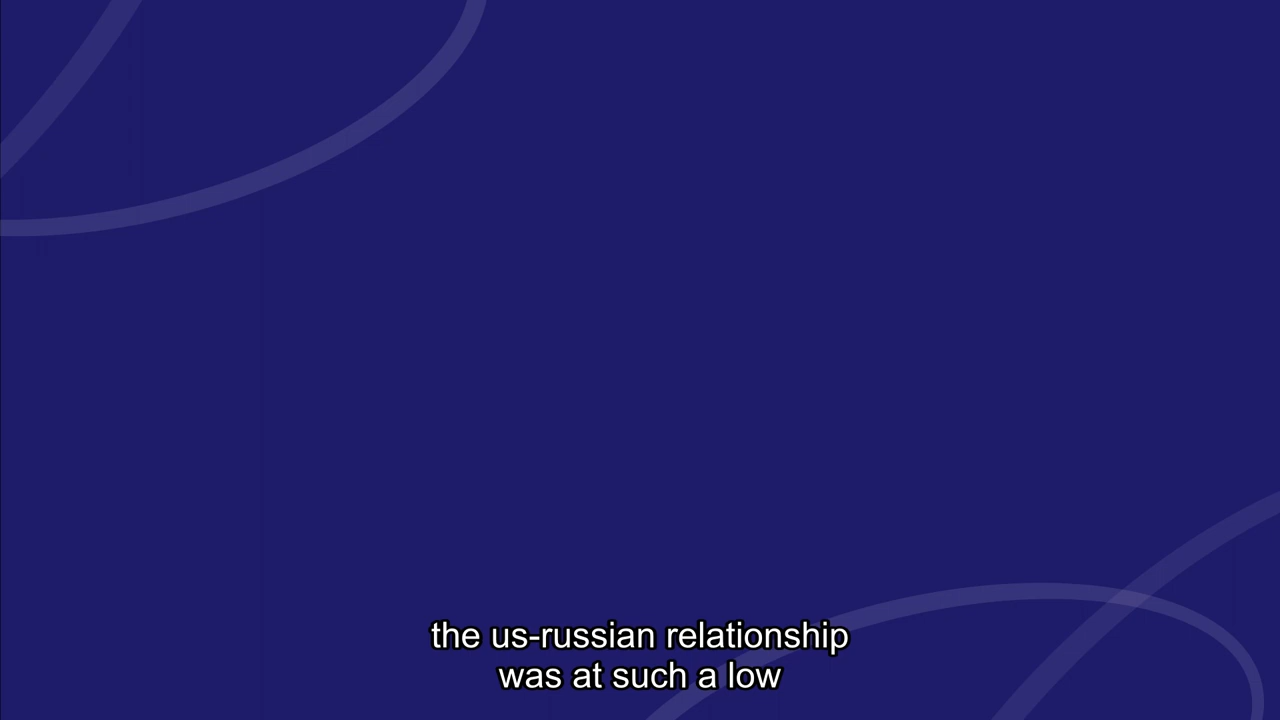 the us-russian relationship
was at such a low